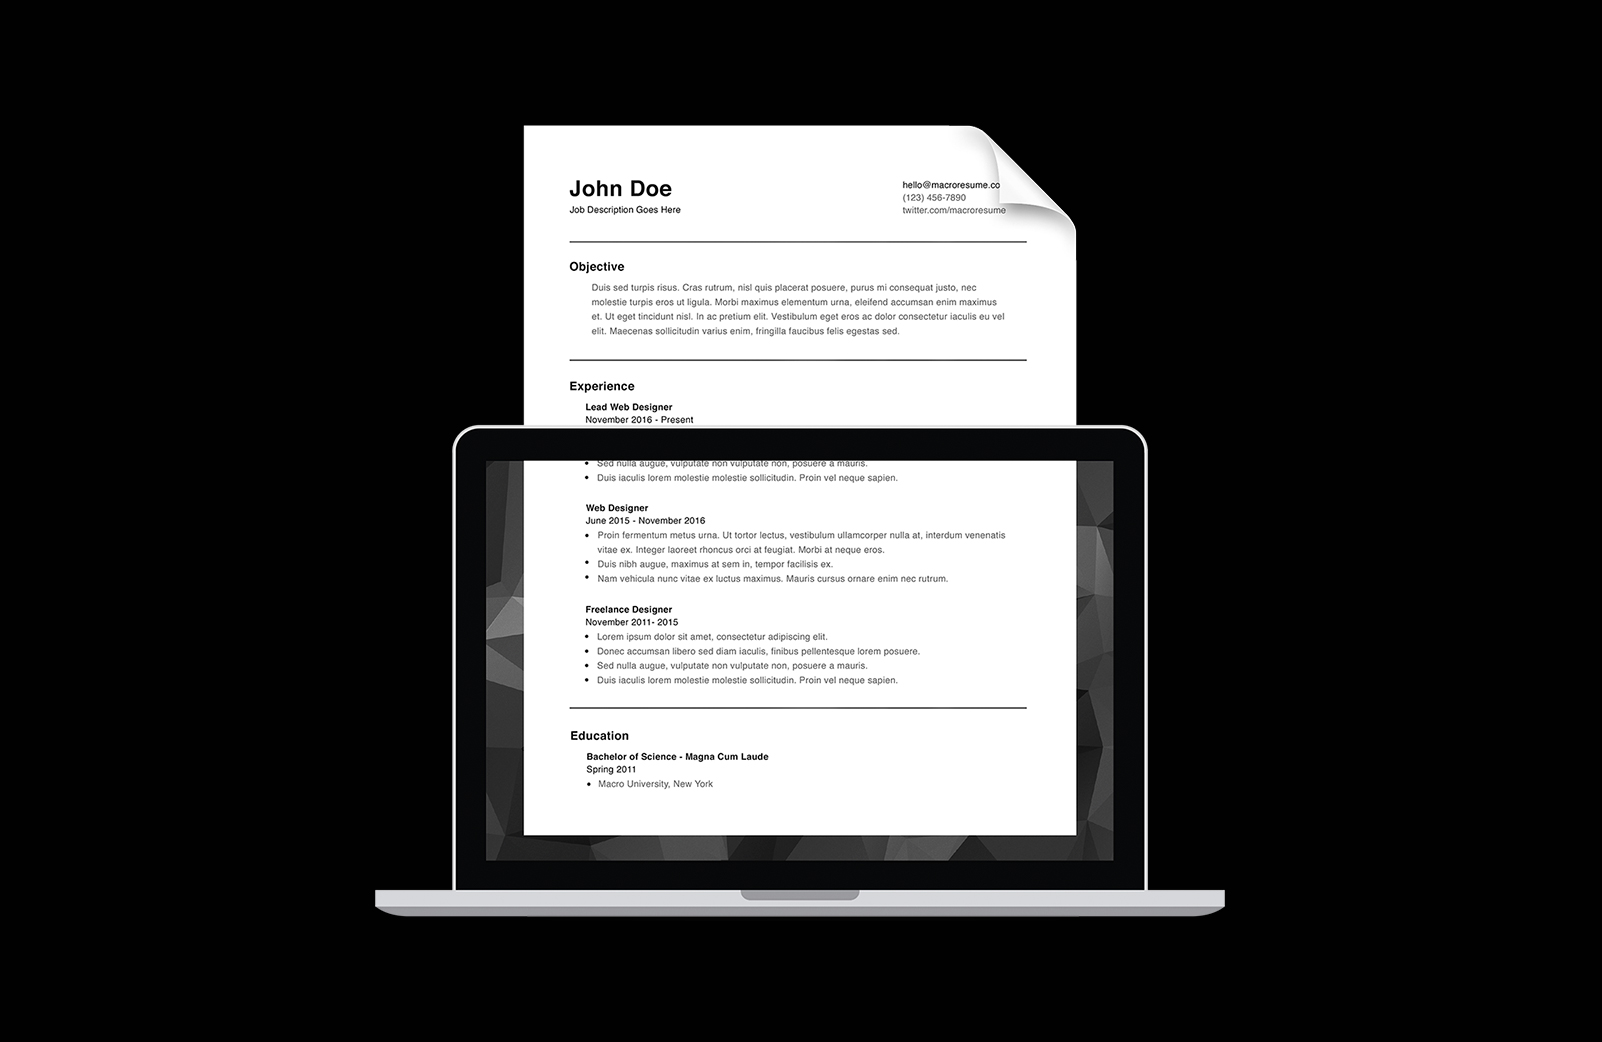 John Doe
Job Description Goes Here
hello@macroresume.co
(123) 456-7890
twitter.com/macroresume
Objective
Duis sed turpis risus. Cras rutrum, nisl quis placerat posuere, purus mi consequat justo, nec
molestie turpis eros ut ligula. Morbi maximus elementum urna, eleifend accumsan enim maximus
et. Ut eget tincidunt nisl. In ac pretium elit. Vestibulum eget eros ac dolor consectetur iaculis eu vel
elit. Maecenas sollicitudin varius enim, fringilla faucibus felis egestas sed.
Experience
Lead Web Designer
November 2016 - Present
• Sed nulla augue, vulputate non vulputate non, posuere a mauris.
• Duis iaculis lorem molestie molestie sollicitudin. Proin vel neque sapien.
Web Designer
June 2015 - November 2016
• Proin fermentum metus urna. Ut tortor lectus, vestibulum ullamcorper nulla at, interdum venenatis
vitae ex. Integer laoreet rhoncus orci at feugiat. Morbi at neque eros.
• Duis nibh augue, maximus at sem in, tempor facilisis ex.
• Nam vehicula nunc vitae ex luctus maximus. Mauris cursus ornare enim nec rutrum.
Freelance Designer
November 2011- 2015
• Lorem ipsum dolor sit amet, consectetur adipiscing elit.
• Donec accumsan libero sed diam iaculis, finibus pellentesque lorem posuere.
• Sed nulla augue, vulputate non vulputate non, posuere a mauris.
• Duis iaculis lorem molestie molestie sollicitudin. Proin vel neque sapien.
Education
Bachelor of Science - Magna Cum Laude
Spring 2011
• Macro University, New York